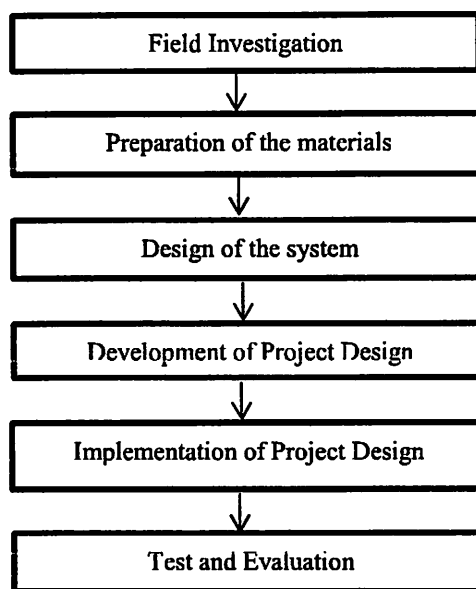 Field Investigation
Preparation of the materials
Design of the system
Development of Project Design
Implementation of Project Design
Test and Evaluation